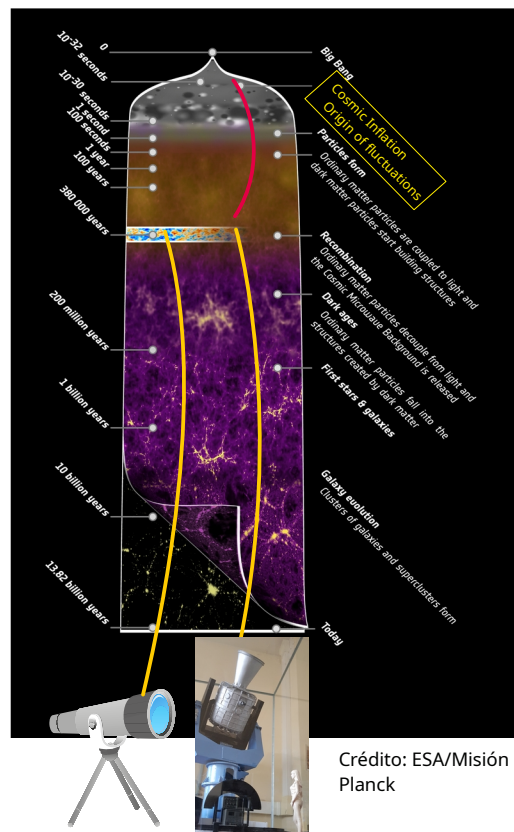 0
10-32 seconds
10-30 seconds
1 second
100 seconds
1 year
100 years
380 000 years
200 million years
1 billion years
10 billion years
13.82 billion years
Big Bang
Cosmic Inflation
Origin of fluctuations
Particles form
Ordinary matter particles are coupled to light and
dark matter particles start building structures
Recombination
Ordinary matter particles decouple from light and
the Cosmic Microwave Background is released
Dark ages
Ordinary matter particles fall into the
structures created by dark matter
First stars & galaxies
Galaxy evolution
Clusters of galaxies and superclusters form
Today
Crédito: ESA/Misión
Planck